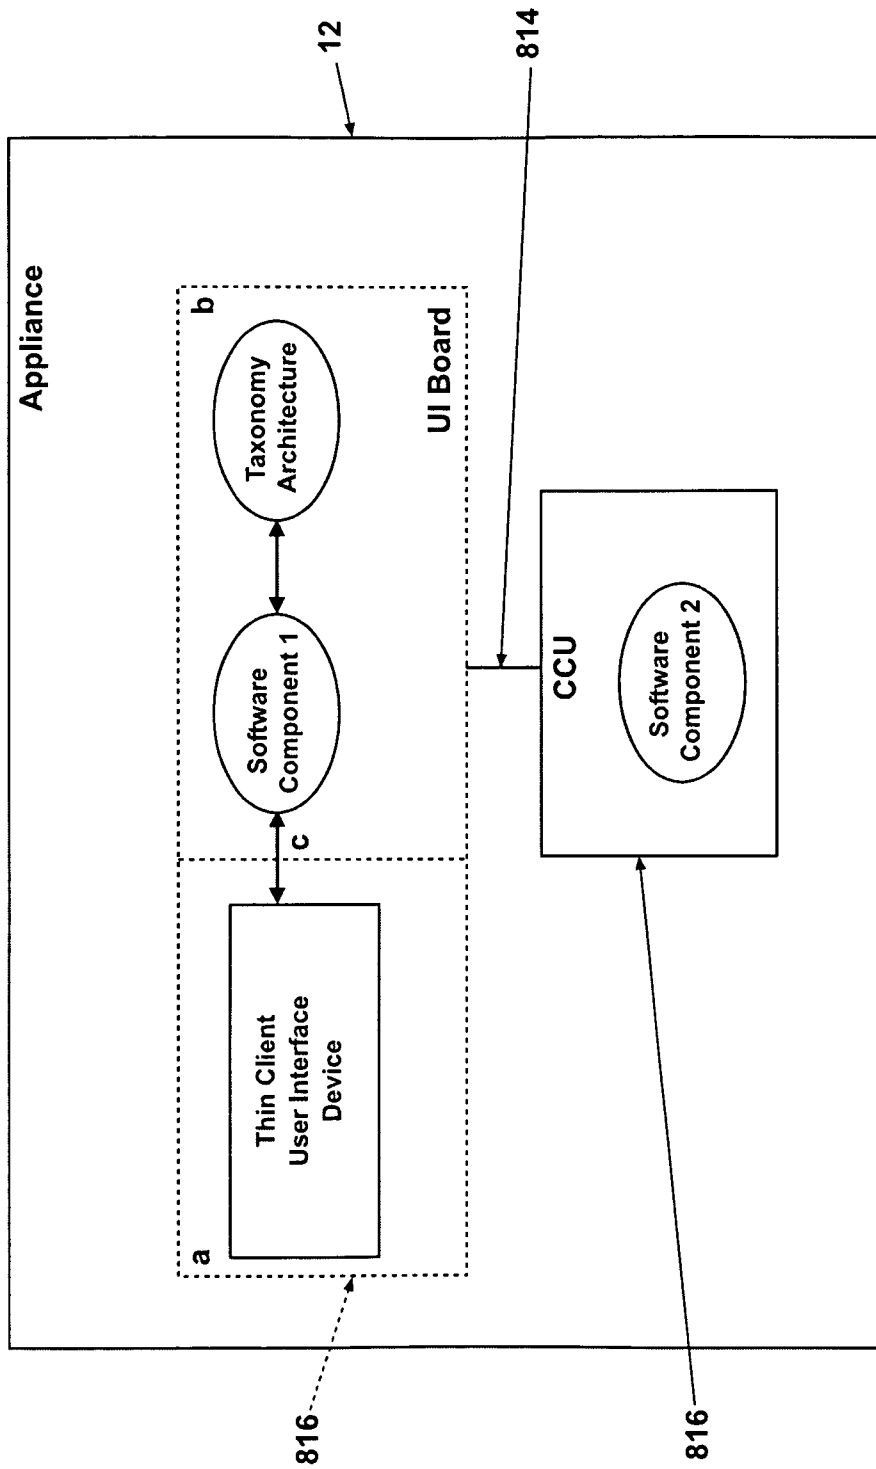 Appliance
12
814
a
b
Thin Client
User Interface
Device
c
Software
Component 1
Taxonomy
Architecture
UI Board
CCU
Software
Component 2
816
816